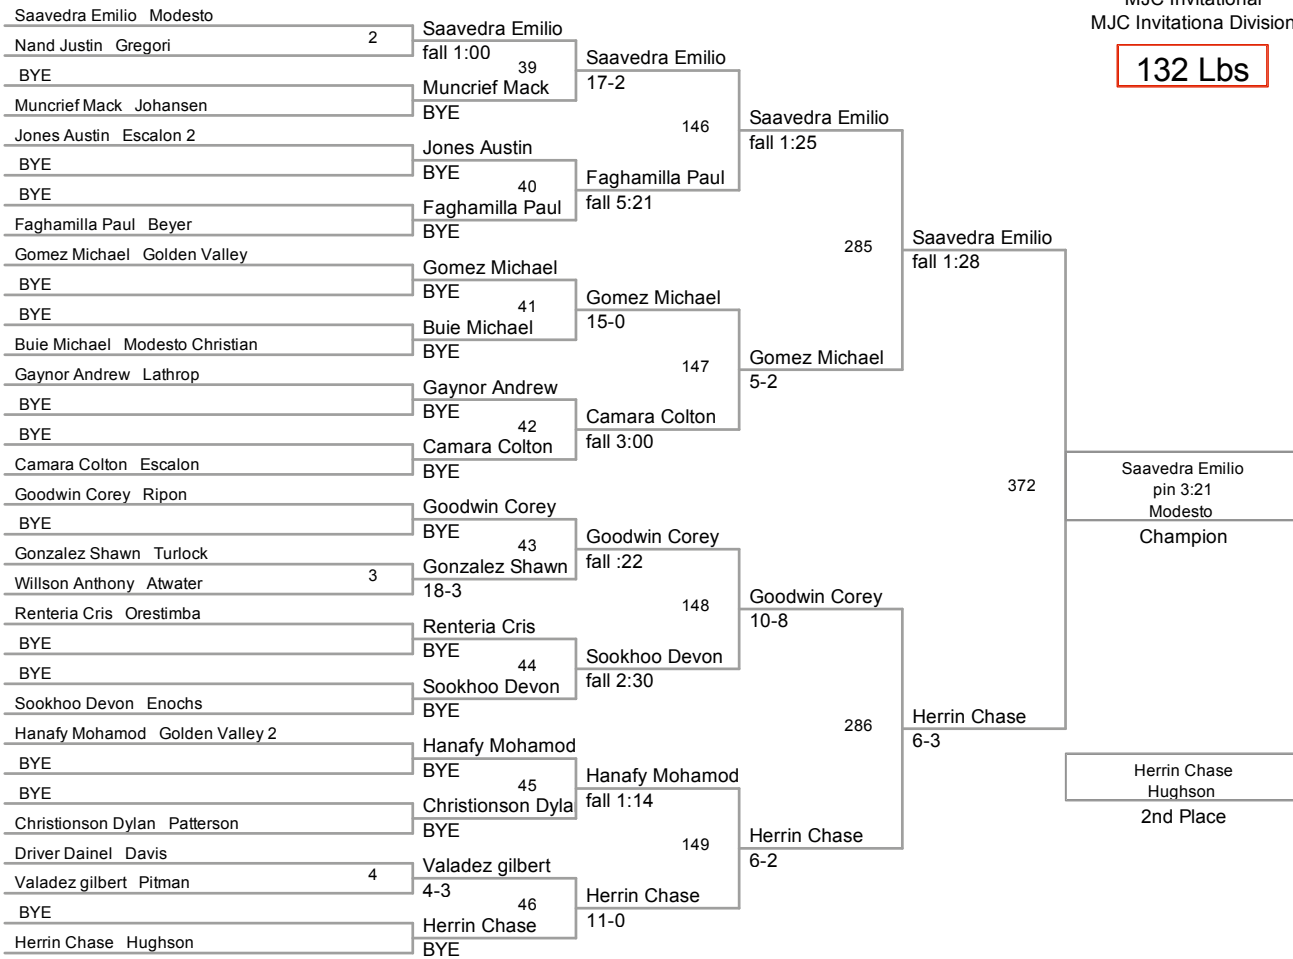 MJC Invitational
MJC Invitationa Division
132 Lbs
Saavedra Emilio Modesto
Nand Justin Gregori
2
BYE
Muncrief Mack Johansen
Jones Austin Escalon 2
BYE
BYE
Faghamilla Paul Beyer
Gomez Michael Golden Valley
BYE
BYE
Buie Michael Modesto Christian
Gaynor Andrew Lathrop
BYE
BYE
Camara Colton Escalon
Goodwin Corey Ripon
BYE
Gonzalez Shawn Turlock
Willson Anthony Atwater
3
Renteria Cris Orestimba
BYE
BYE
Sookhoo Devon Enochs
Hanafy Mohamod Golden Valley 2
BYE
BYE
Christionson Dylan Patterson
Driver Dainel Davis
Valadez gilbert Pitman
4
BYE
Herrin Chase Hughson
Saavedra Emilio
fall 1:00
39
Muncrief Mack
BYE
Jones Austin
BYE
40
Faghamilla Paul
BYE
Gomez Michael
BYE
41
Buie Michael
BYE
Gaynor Andrew
BYE
42
Camara Colton
BYE
Goodwin Corey
BYE
43
Gonzalez Shawn
18-3
Renteria Cris
BYE
44
Sookhoo Devon
BYE
Hanafy Mohamod
BYE
45
Christionson Dyla
BYE
Valadez gilbert
4-3
46
Herrin Chase
BYE
Saavedra Emilio
17-2
146
Faghamilla Paul
fall 5:21
Gomez Michael
15-0
147
Camara Colton
fall 3:00
Goodwin Corey
fall :22
148
Sookhoo Devon
fall 2:30
Hanafy Mohamod
fall 1:14
149
Herrin Chase
11-0
Saavedra Emilio
fall 1:25
285
Gomez Michael
5-2
Goodwin Corey
10-8
286
Herrin Chase
6-2
Saavedra Emilio
fall 1:28
372
Herrin Chase
6-3
Saavedra Emilio
pin 3:21
Modesto
Champion
Herrin Chase
Hughson
2nd Place